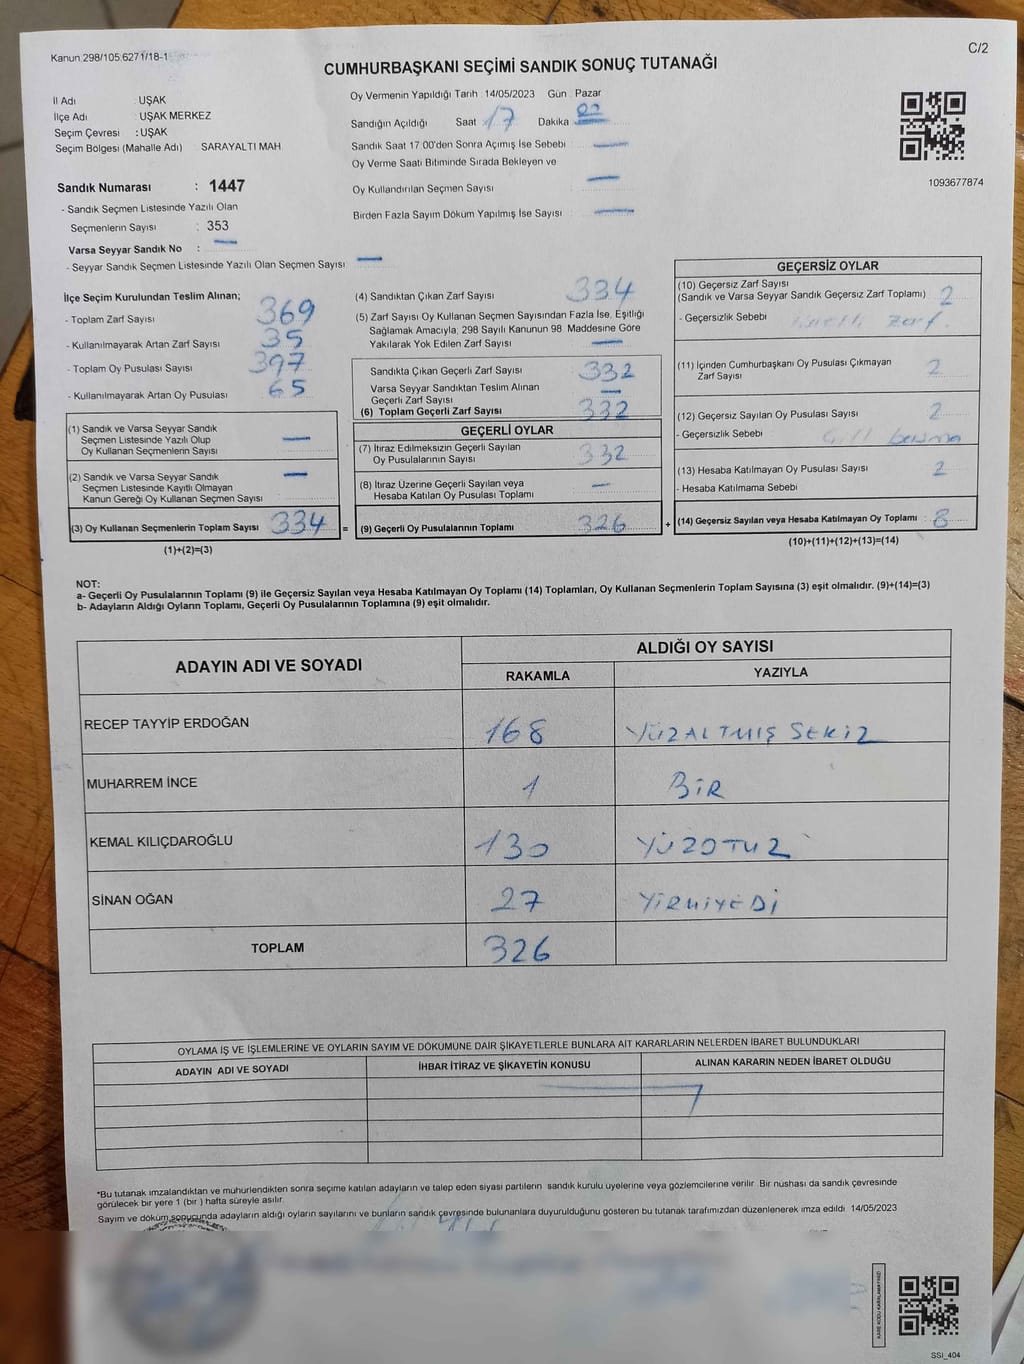 Kanun 298/105 6271/18-1
C/2
CUMHURBAŞKANI SEÇİMİ SANDIK SONUÇ TUTANAĞI
İl Adı : UŞAK
İlçe Adı : UŞAK MERKEZ
Seçim Çevresi : UŞAK
Seçim Bölgesi (Mahalle Adı) SARAYALTI MAH
Sandık Numarası : 1447
- Sandık Seçmen Listesinde Yazılı Olan
Seçmenlerin Sayısı : 353
Varsa Seyyar Sandık No : —
- Seyyar Sandık Seçmen Listesinde Yazılı Olan Seçmen Sayısı —
Oy Vermenin Yapıldığı Tarih 14/05/2023 Gün Pazar
Sandığın Açıldığı Saat 17 Dakika 00
Sandık Saat 17 00'den Sonra Açımış İse Sebebi —
Oy Verme Saati Bitiminde Sırada Bekleyen ve
Oy Kullandırılan Seçmen Sayısı —
Birden Fazla Sayım Döküm Yapılmış İse Sayısı —
1093677874
İlçe Seçim Kurulundan Teslim Alınan;
- Toplam Zarf Sayısı 369
- Kullanılmayarak Artan Zarf Sayısı 35
- Toplam Oy Pusulası Sayısı 397
- Kullanılmayarak Artan Oy Pusulası 65
(1) Sandık ve Varsa Seyyar Sandık
Seçmen Listesinde Yazılı Olup
Oy Kullanan Seçmenlerin Sayısı —
(2) Sandık ve Varsa Seyyar Sandık
Seçmen Listesinde Kayıtlı Olmayan
Kanun Gereği Oy Kullanan Seçmen Sayısı —
(3) Oy Kullanan Seçmenlerin Toplam Sayısı 334 =
(1)+(2)=(3)
(4) Sandıktan Çıkan Zarf Sayısı 334
(5) Zarf Sayısı Oy Kullanan Seçmen Sayısından Fazla İse, Eşitliği
Sağlamak Amacıyla, 298 Sayılı Kanunun 98. Maddesine Göre
Yakılarak Yok Edilen Zarf Sayısı —
Sandıkta Çıkan Geçerli Zarf Sayısı 332
Varsa Seyyar Sandıktan Teslim Alınan
Geçerli Zarf Sayısı —
(6) Toplam Geçerli Zarf Sayısı 332
GEÇERLİ OYLAR
(7) İtiraz Edilmeksizin Geçerli Sayılan
Oy Pusulalarının Sayısı 332
(8) İtiraz Üzerine Geçerli Sayılan veya
Hesaba Katılan Oy Pusulası Toplamı —
(9) Geçerli Oy Pusulalarının Toplamı 326 +
GEÇERSİZ OYLAR
(10) Geçersiz Zarf Sayısı
(Sandık ve Varsa Seyyar Sandık Geçersiz Zarf Toplamı) 2
- Geçersizlik Sebebi Zarf
(11) İçinden Cumhurbaşkanı Oy Pusulası Çıkmayan
Zarf Sayısı 2
(12) Geçersiz Sayılan Oy Pusulası Sayısı 2
- Geçersizlik Sebebi
(13) Hesaba Katılmayan Oy Pusulası Sayısı 2
- Hesaba Katılmama Sebebi
(14) Geçersiz Sayılan veya Hesaba Katılmayan Oy Toplamı 8
(10)+(11)+(12)+(13)=(14)
NOT:
a- Geçerli Oy Pusulalarının Toplamı (9) ile Geçersiz Sayılan veya Hesaba Katılmayan Oy Toplamı (14) Toplamları, Oy Kullanan Seçmenlerin Toplam Sayısına (3) eşit olmalıdır. (9)+(14)=(3)
b- Adayların Aldığı Oyların Toplamı, Geçerli Oy Pusulalarının Toplamına (9) eşit olmalıdır.
ADAYIN ADI VE SOYADI ALDIĞI OY SAYISI
RAKAMLA YAZIYLA
RECEP TAYYİP ERDOĞAN 168 YÜZALTMIŞ SEKİZ
MUHARREM İNCE 1 BİR
KEMAL KILIÇDAROĞLU 130 YÜZOTUZ
SİNAN OĞAN 27 YİRMİYEDİ
TOPLAM 326
OYLAMA İŞ VE İŞLEMLERİNE VE OYLARIN SAYIM VE DÖKÜMÜNE DAİR ŞİKAYETLERLE BUNLARA AİT KARARLARIN NELERDEN İBARET BULUNDUKLARI
ADAYIN ADI VE SOYADI İHBAR İTİRAZ VE ŞİKAYETİN KONUSU ALINAN KARARIN NEDEN İBARET OLDUĞU
*Bu tutanak imzalandıktan ve mühürlendikten sonra seçime katılan adayların ve talep eden siyasi partilerin sandık kurulu üyelerine veya gözlemcilerine verilir. Bir nüshası da sandık çevresinde
görülecek bir yere 1 (bir ) hafta süreyle asılır.
Sayım ve döküm sonucunda adayların aldığı oyların sayılarını ve bunların sandık çevresinde bulunanlara duyurulduğunu gösteren bu tutanak tarafımızdan düzenlenerek imza edildi 14/05/2023
SSİ_404